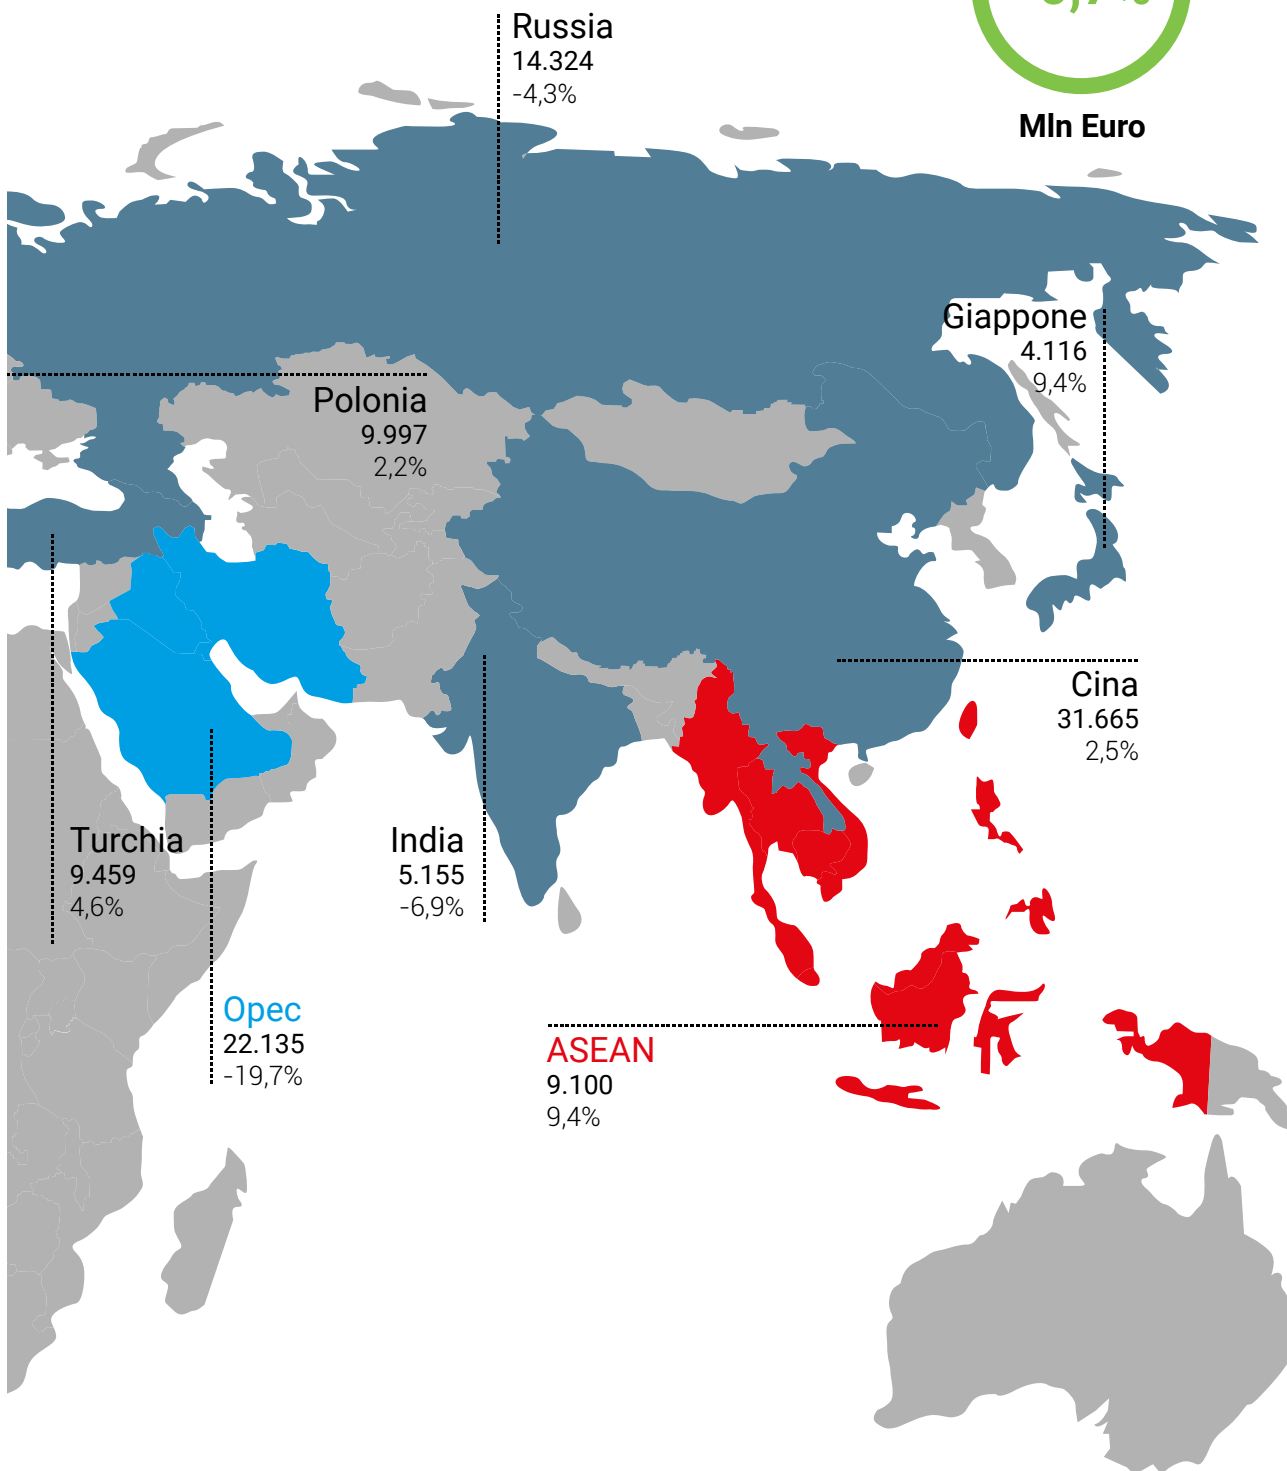 Russia
14.324
-4,3%
Mln Euro
Giappone
4.116
9,4%
Polonia
9.997
2,2%
Cina
31.665
2,5%
Turchia
9.459
4,6%
India
5.155
-6,9%
Opec
22.135
-19,7%
ASEAN
9.100
9,4%